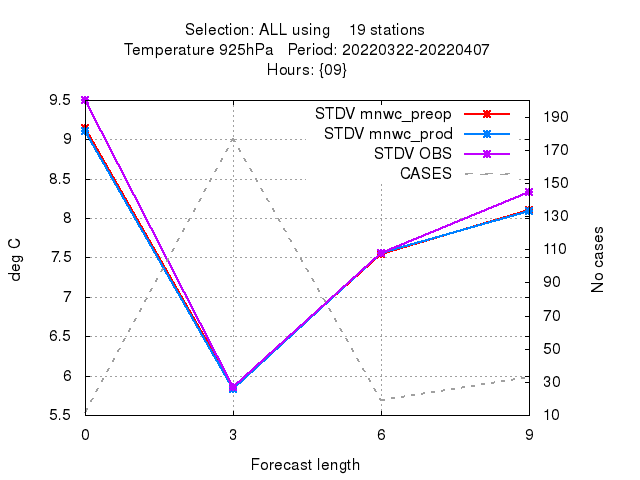 Selection: ALL using    19 stations
Temperature 925hPa   Period: 20220322-20220407
Hours: {09}
STDV mnwc_preop
STDV mnwc_prod
STDV OBS
CASES
9.5
9
8.5
8
7.5
7
6.5
6
5.5
deg C
190
170
150
130
110
90
70
50
30
10
No cases
0 3 6 9
Forecast length